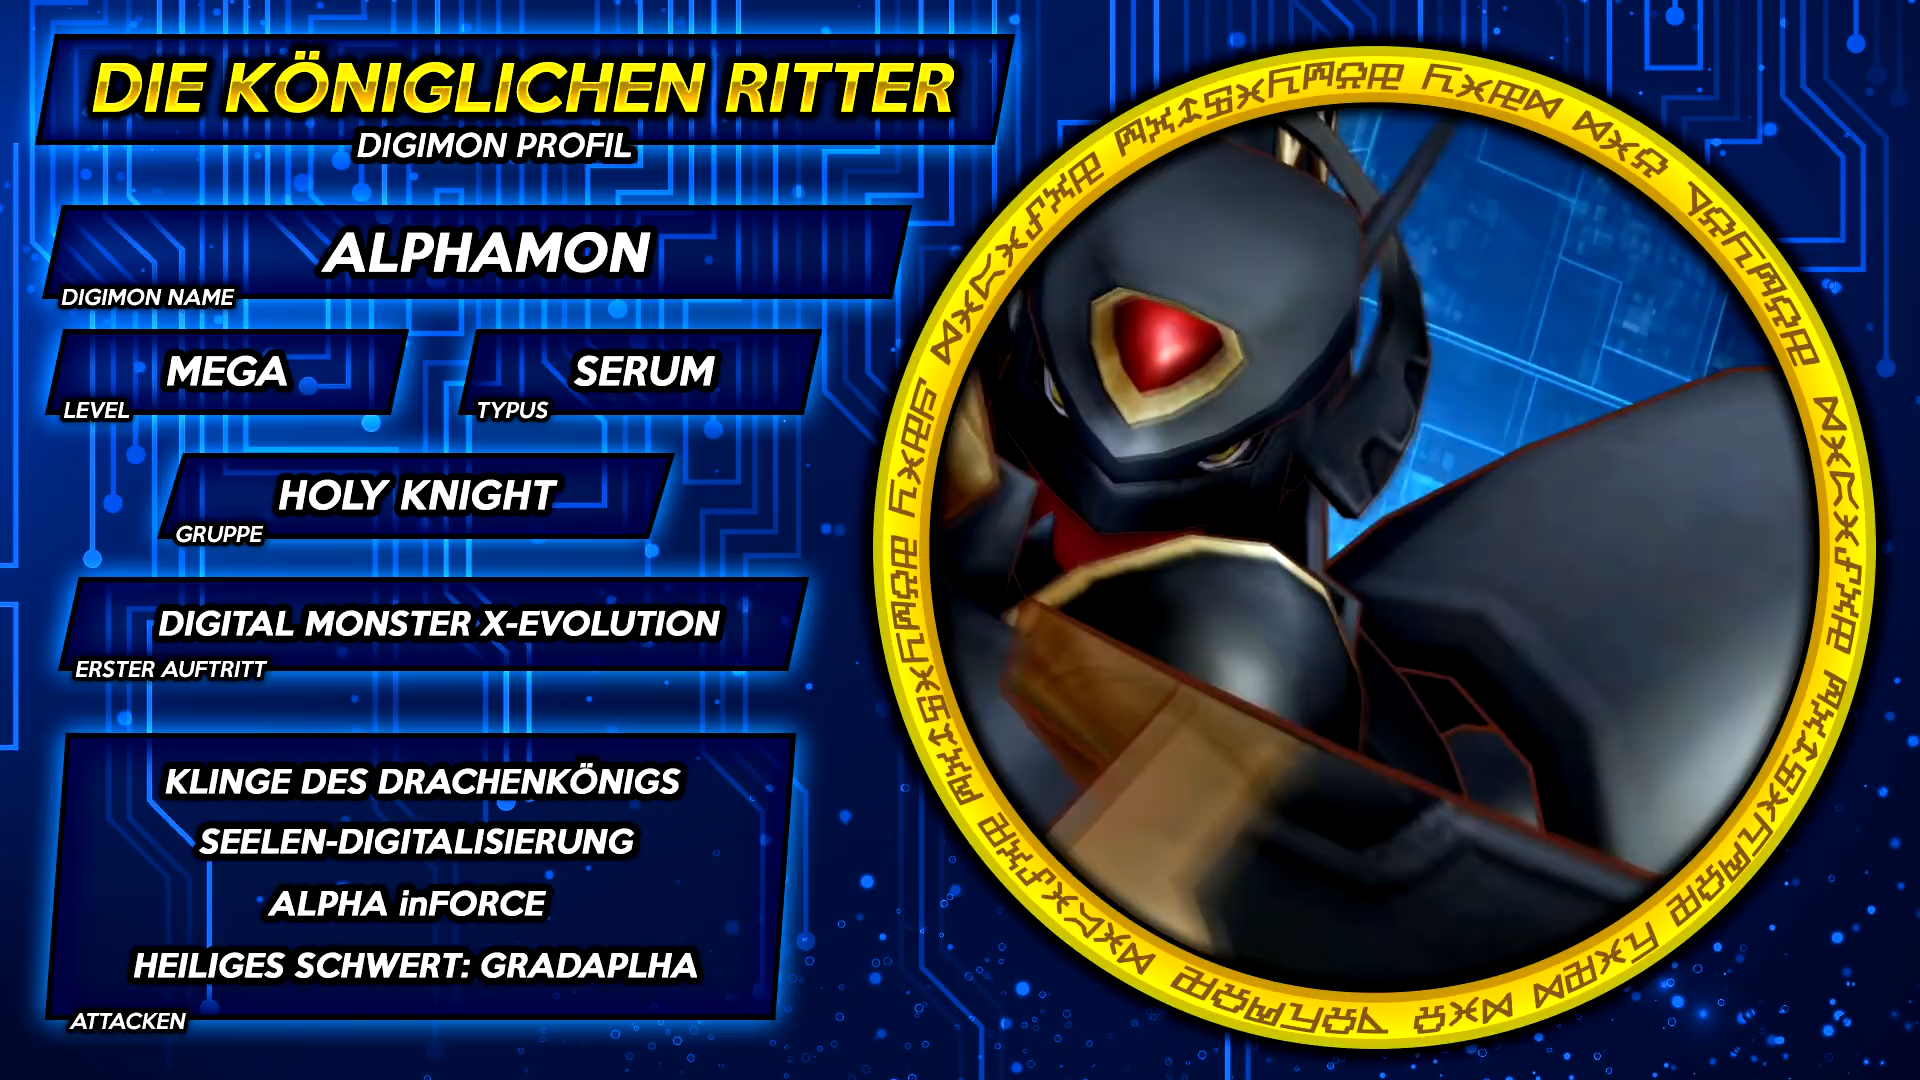 DIE KÖNIGLICHEN RITTER
DIGIMON PROFIL
ALPHAMON
DIGIMON NAME
MEGA
LEVEL
SERUM
TYPUS
HOLY KNIGHT
GRUPPE
DIGITAL MONSTER X-EVOLUTION
ERSTER AUFTRITT
KLINGE DES DRACHENKÖNIGS
SEELEN-DIGITALISIERUNG
ALPHA inFORCE
HEILIGES SCHWERT: GRADAPLHA
ATTACKEN